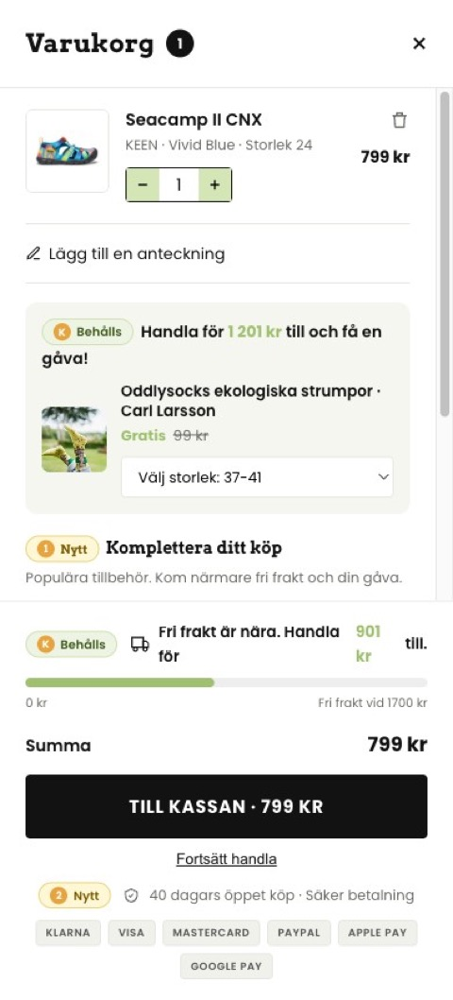 Varukorg 1 ×
Seacamp II CNX
KEEN · Vivid Blue · Storlek 24
799 kr
− 1 +
Lägg till en anteckning
K Behålls Handla för 1 201 kr till och få en
gåva!
Oddlysocks ekologiska strumpor ·
Carl Larsson
Gratis 99 kr
Välj storlek: 37-41
1 Nytt Komplettera ditt köp
Populära tillbehör. Kom närmare fri frakt och din gåva.
K Behålls Fri frakt är nära. Handla för 901 kr till.
0 kr Fri frakt vid 1700 kr
Summa 799 kr
TILL KASSAN · 799 KR
Fortsätt handla
2 Nytt 40 dagars öppet köp · Säker betalning
KLARNA VISA MASTERCARD PAYPAL APPLE PAY
GOOGLE PAY